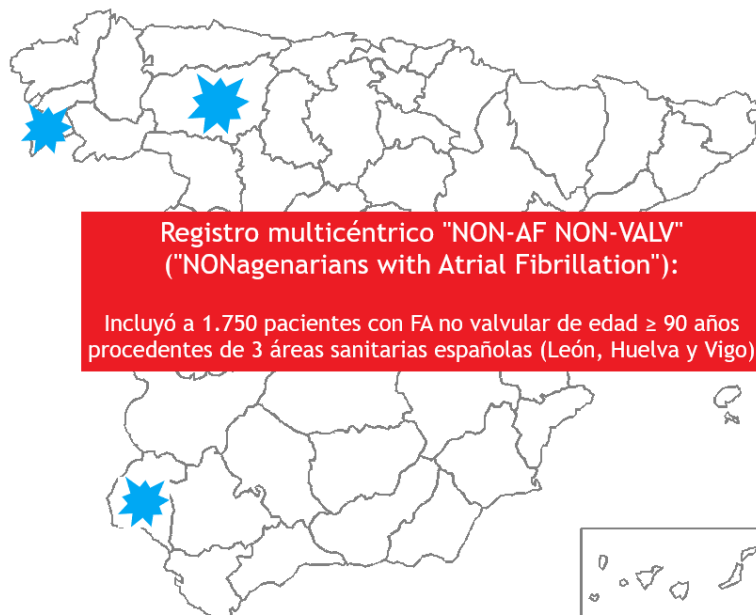 Registro multicéntrico "NON-AF NON-VALV"
("NONagenarians with Atrial Fibrillation"):
Incluyó a 1.750 pacientes con FA no valvular de edad ≥ 90 años
procedentes de 3 áreas sanitarias españolas (León, Huelva y Vigo)